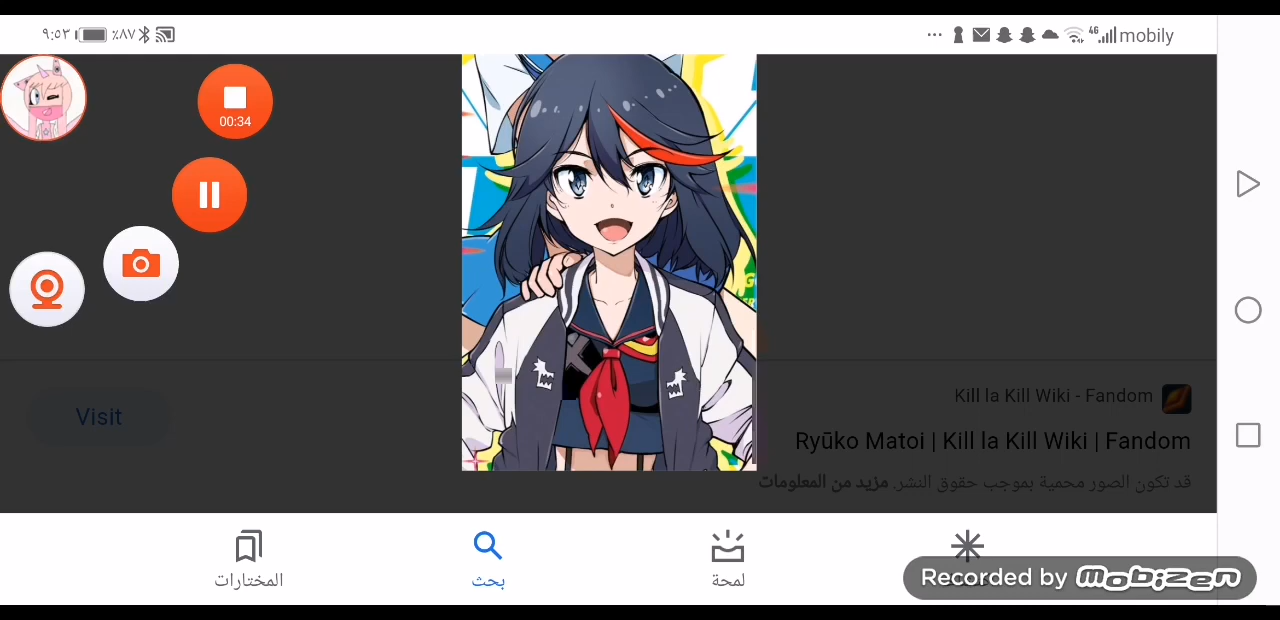 ٩:٥٣ ٪٨٧
46 mobily
00:34
Kill la Kill Wiki - Fandom
Visit
Ryūko Matoi | Kill la Kill Wiki | Fandom
قد تكون الصور محمية بموجب حقوق النشر. مزيد من المعلومات
المختارات
بحث
لمحة
Recorded by mobizen